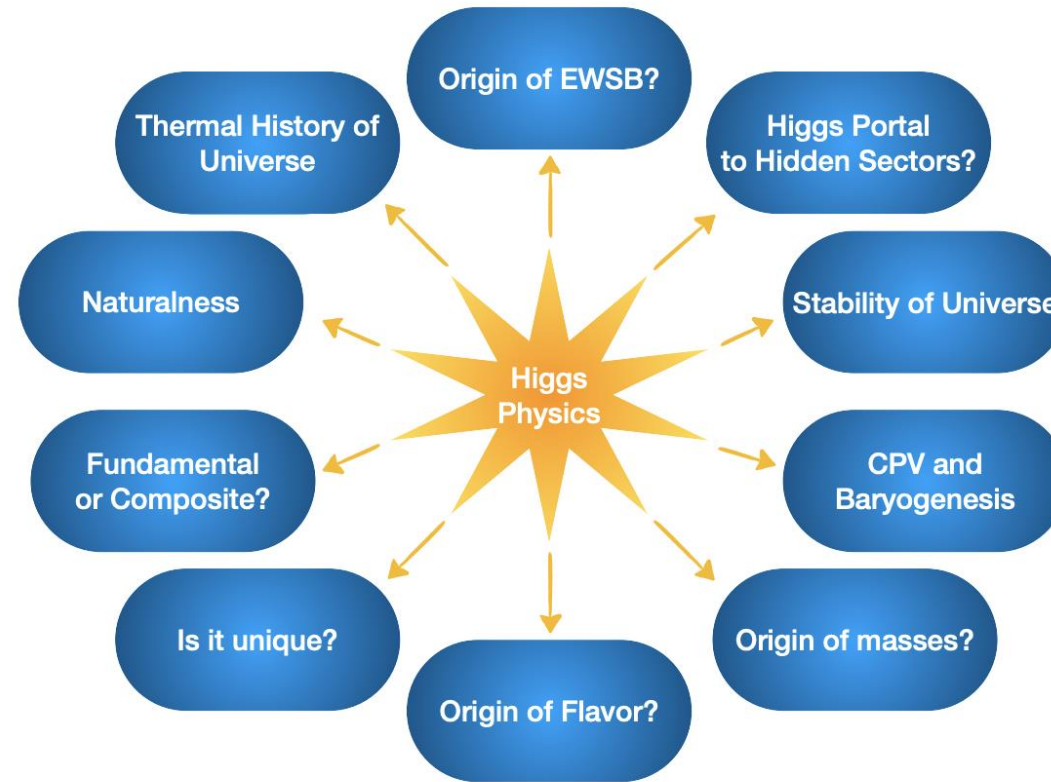 Origin of EWSB?
Thermal History of
Universe
Higgs Portal
to Hidden Sectors?
Naturalness
Stability of Universe
Higgs
Physics
Fundamental
or Composite?
CPV and
Baryogenesis
Is it unique?
Origin of masses?
Origin of Flavor?